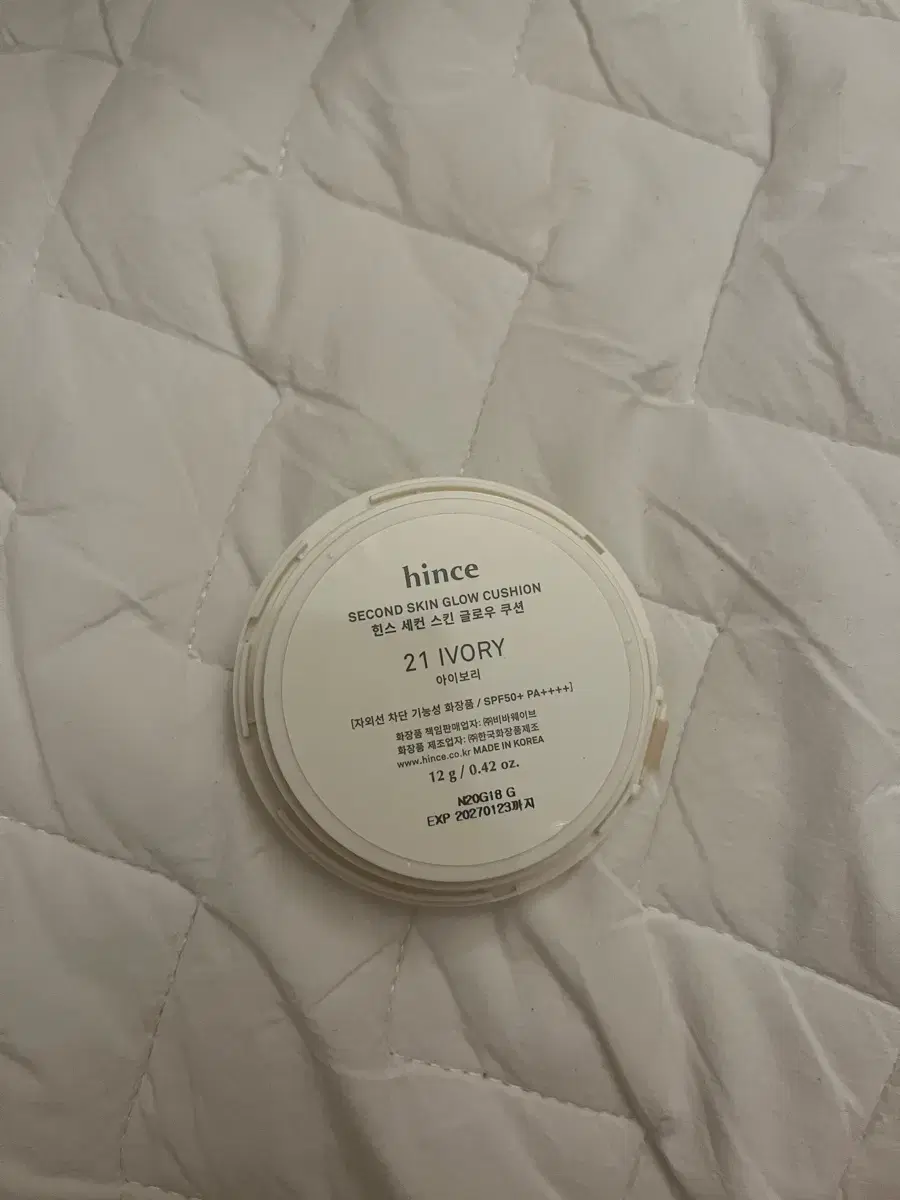 hince
SECOND SKIN GLOW CUSHION
힌스 세컨 스킨 글로우 쿠션
21 IVORY
아이보리
[자외선 차단 기능성 화장품 / SPF50+ PA++++]
화장품 책임판매업자: ㈜비바웨이브
화장품 제조업자: ㈜한국화장품제조
www.hince.co.kr MADE IN KOREA
12 g / 0.42 oz.
N20G18 G
EXP 20270123까지